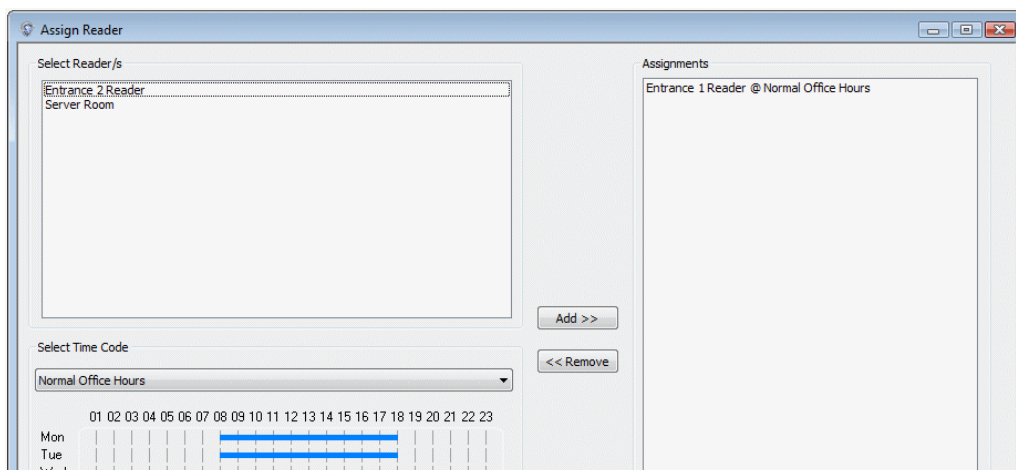 Assign Reader
Select Reader/s
Entrance 2 Reader
Server Room
Assignments
Entrance 1 Reader @ Normal Office Hours
Add >>
<< Remove
Select Time Code
Normal Office Hours
01 02 03 04 05 06 07 08 09 10 11 12 13 14 15 16 17 18 19 20 21 22 23
Mon
Tue